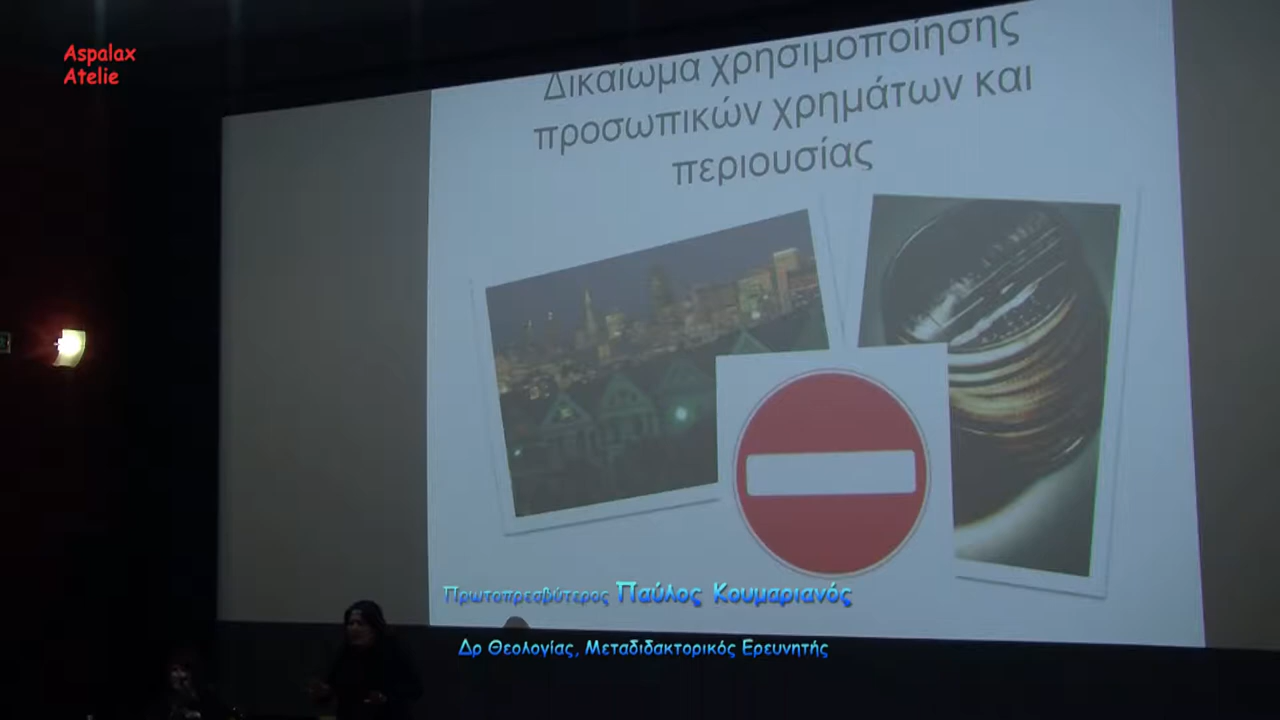 Aspalax
Atelie
Δικαίωμα χρησιμοποίησης
προσωπικών χρημάτων και
περιουσίας
Πρωτοπρεσβύτερος Παύλος Κουμαριανός
Δρ Θεολογίας, Μεταδιδακτορικός Ερευνητής